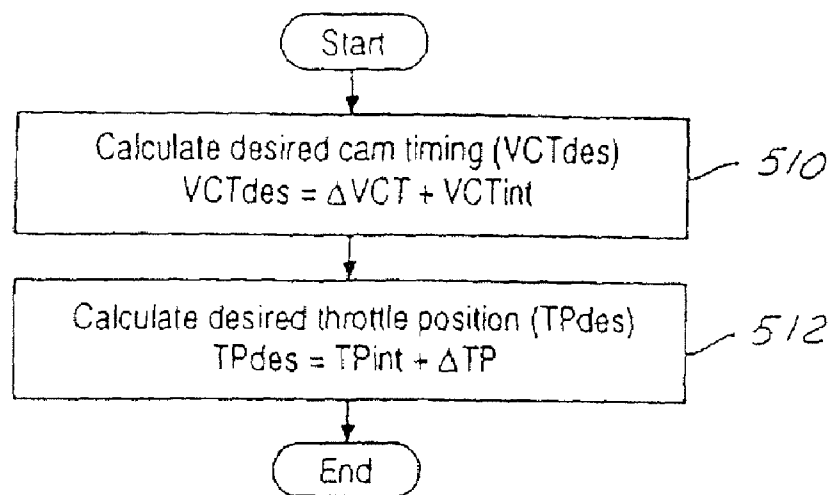 Start
Calculate desired cam timing (VCTdes)
VCTdes = ΔVCT + VCTint
510
Calculate desired throttle position (TPdes)
TPdes = TPint + ΔTP
512
End